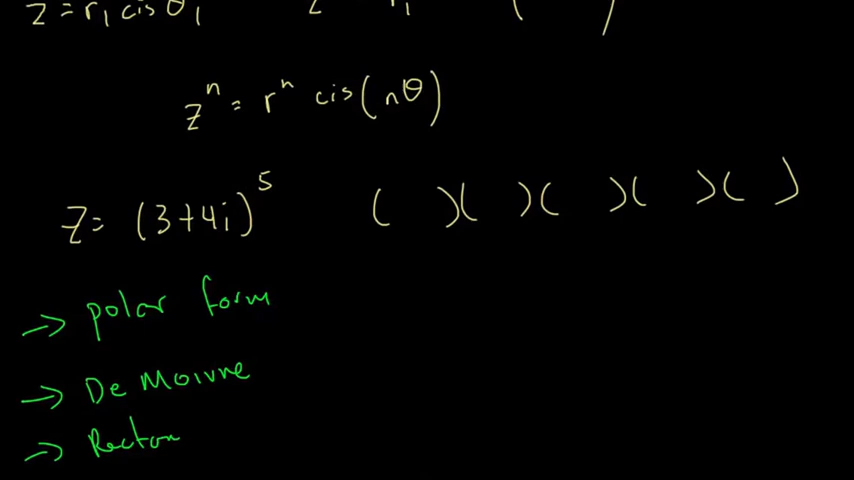 z = r₁ cis θ₁
zⁿ = rⁿ cis(nθ)
z = (3+4i)⁵ ( )( )( )( )( )
→ polar form
→ De Moivre
→ Rectan